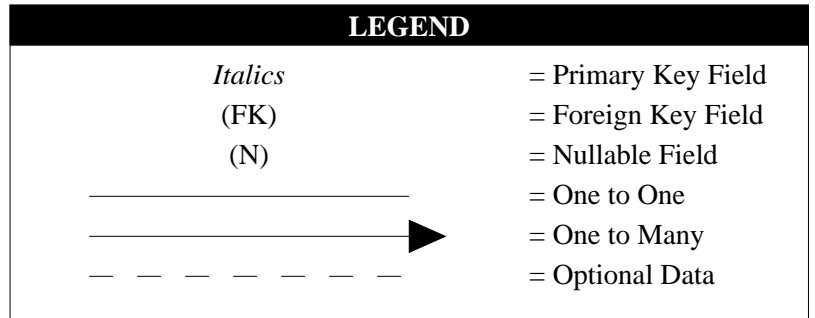 LEGEND
Italics = Primary Key Field
(FK) = Foreign Key Field
(N) = Nullable Field
= One to One
= One to Many
= Optional Data